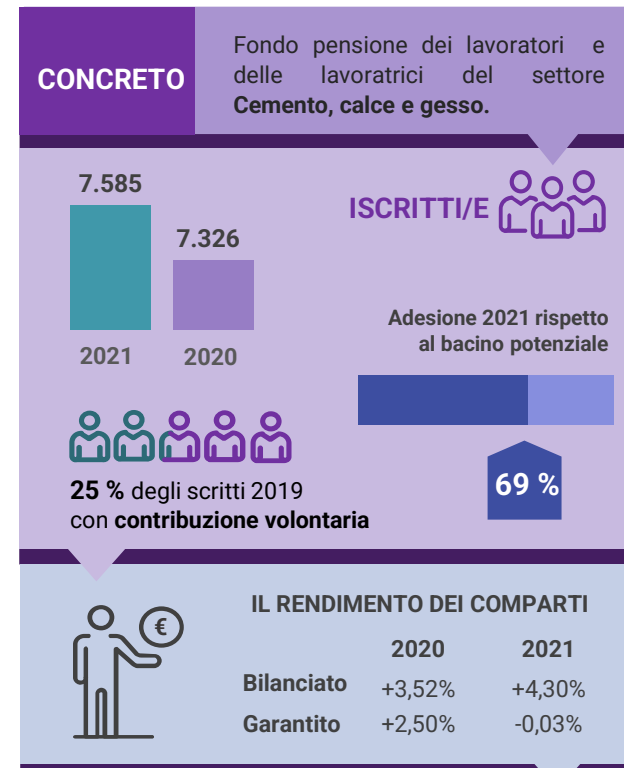 CONCRETO
Fondo pensione dei lavoratori e
delle lavoratrici del settore
Cemento, calce e gesso.
7.585
7.326
2021
2020
ISCRITTI/E
Adesione 2021 rispetto
al bacino potenziale
69 %
25 % degli scritti 2019
con contribuzione volontaria
€
IL RENDIMENTO DEI COMPARTI
2020 2021
Bilanciato +3,52% +4,30%
Garantito +2,50% -0,03%